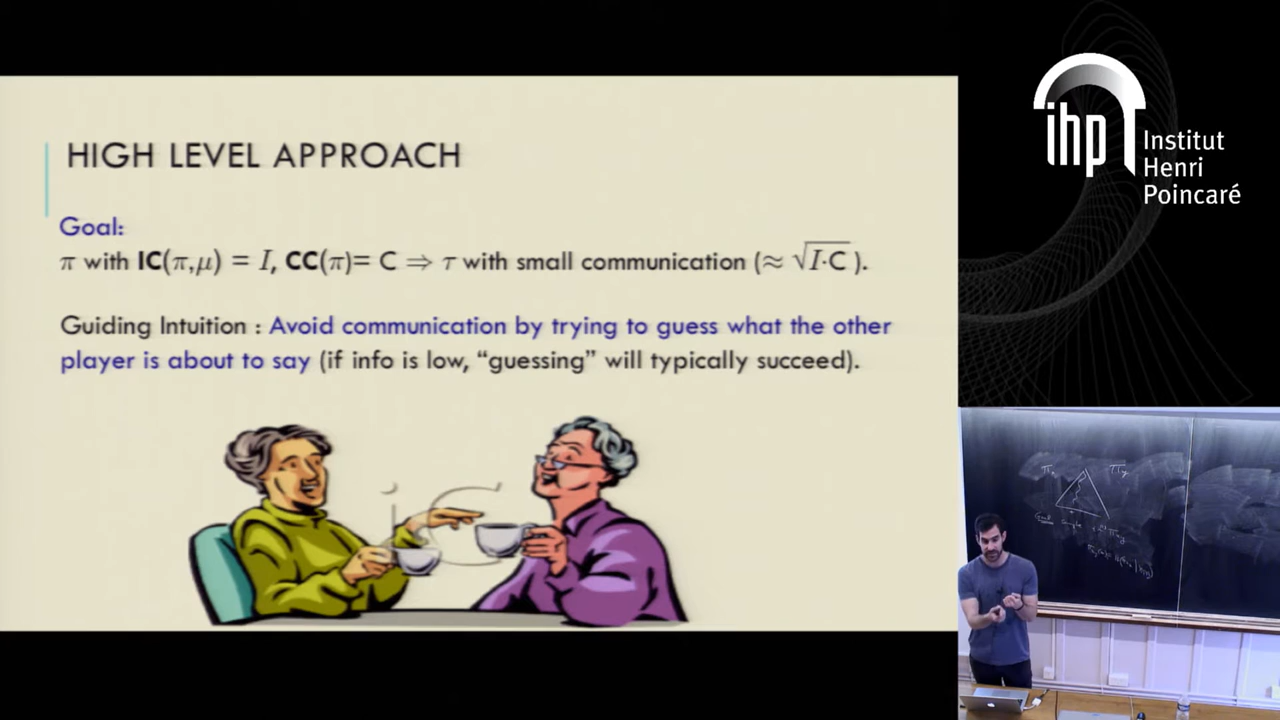 HIGH LEVEL APPROACH
Goal:
π with IC(π,μ) = I, CC(π)= C ⇒ τ with small communication (≈ √I·C ).
Guiding Intuition : Avoid communication by trying to guess what the other
player is about to say (if info is low, “guessing” will typically succeed).
ihp
Institut
Henri
Poincaré
πx
πy